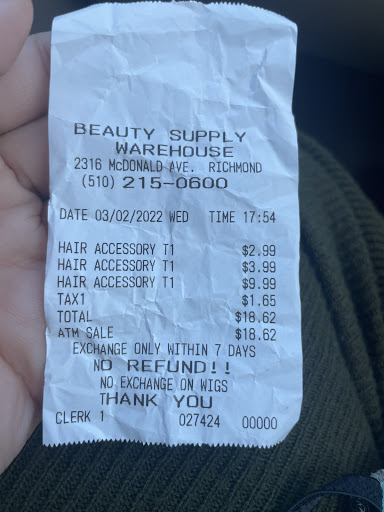 BEAUTY SUPPLY
WAREHOUSE
2316 McDONALD AVE. RICHMOND
(510) 215-0600
DATE 03/02/2022 WED TIME 17:54
HAIR ACCESSORY T1 $2.99
HAIR ACCESSORY T1 $3.99
HAIR ACCESSORY T1 $9.99
TAX1 $1.65
TOTAL $18.62
ATM SALE $18.62
EXCHANGE ONLY WITHIN 7 DAYS
NO REFUND!!
NO EXCHANGE ON WIGS
THANK YOU
CLERK 1 027424 00000